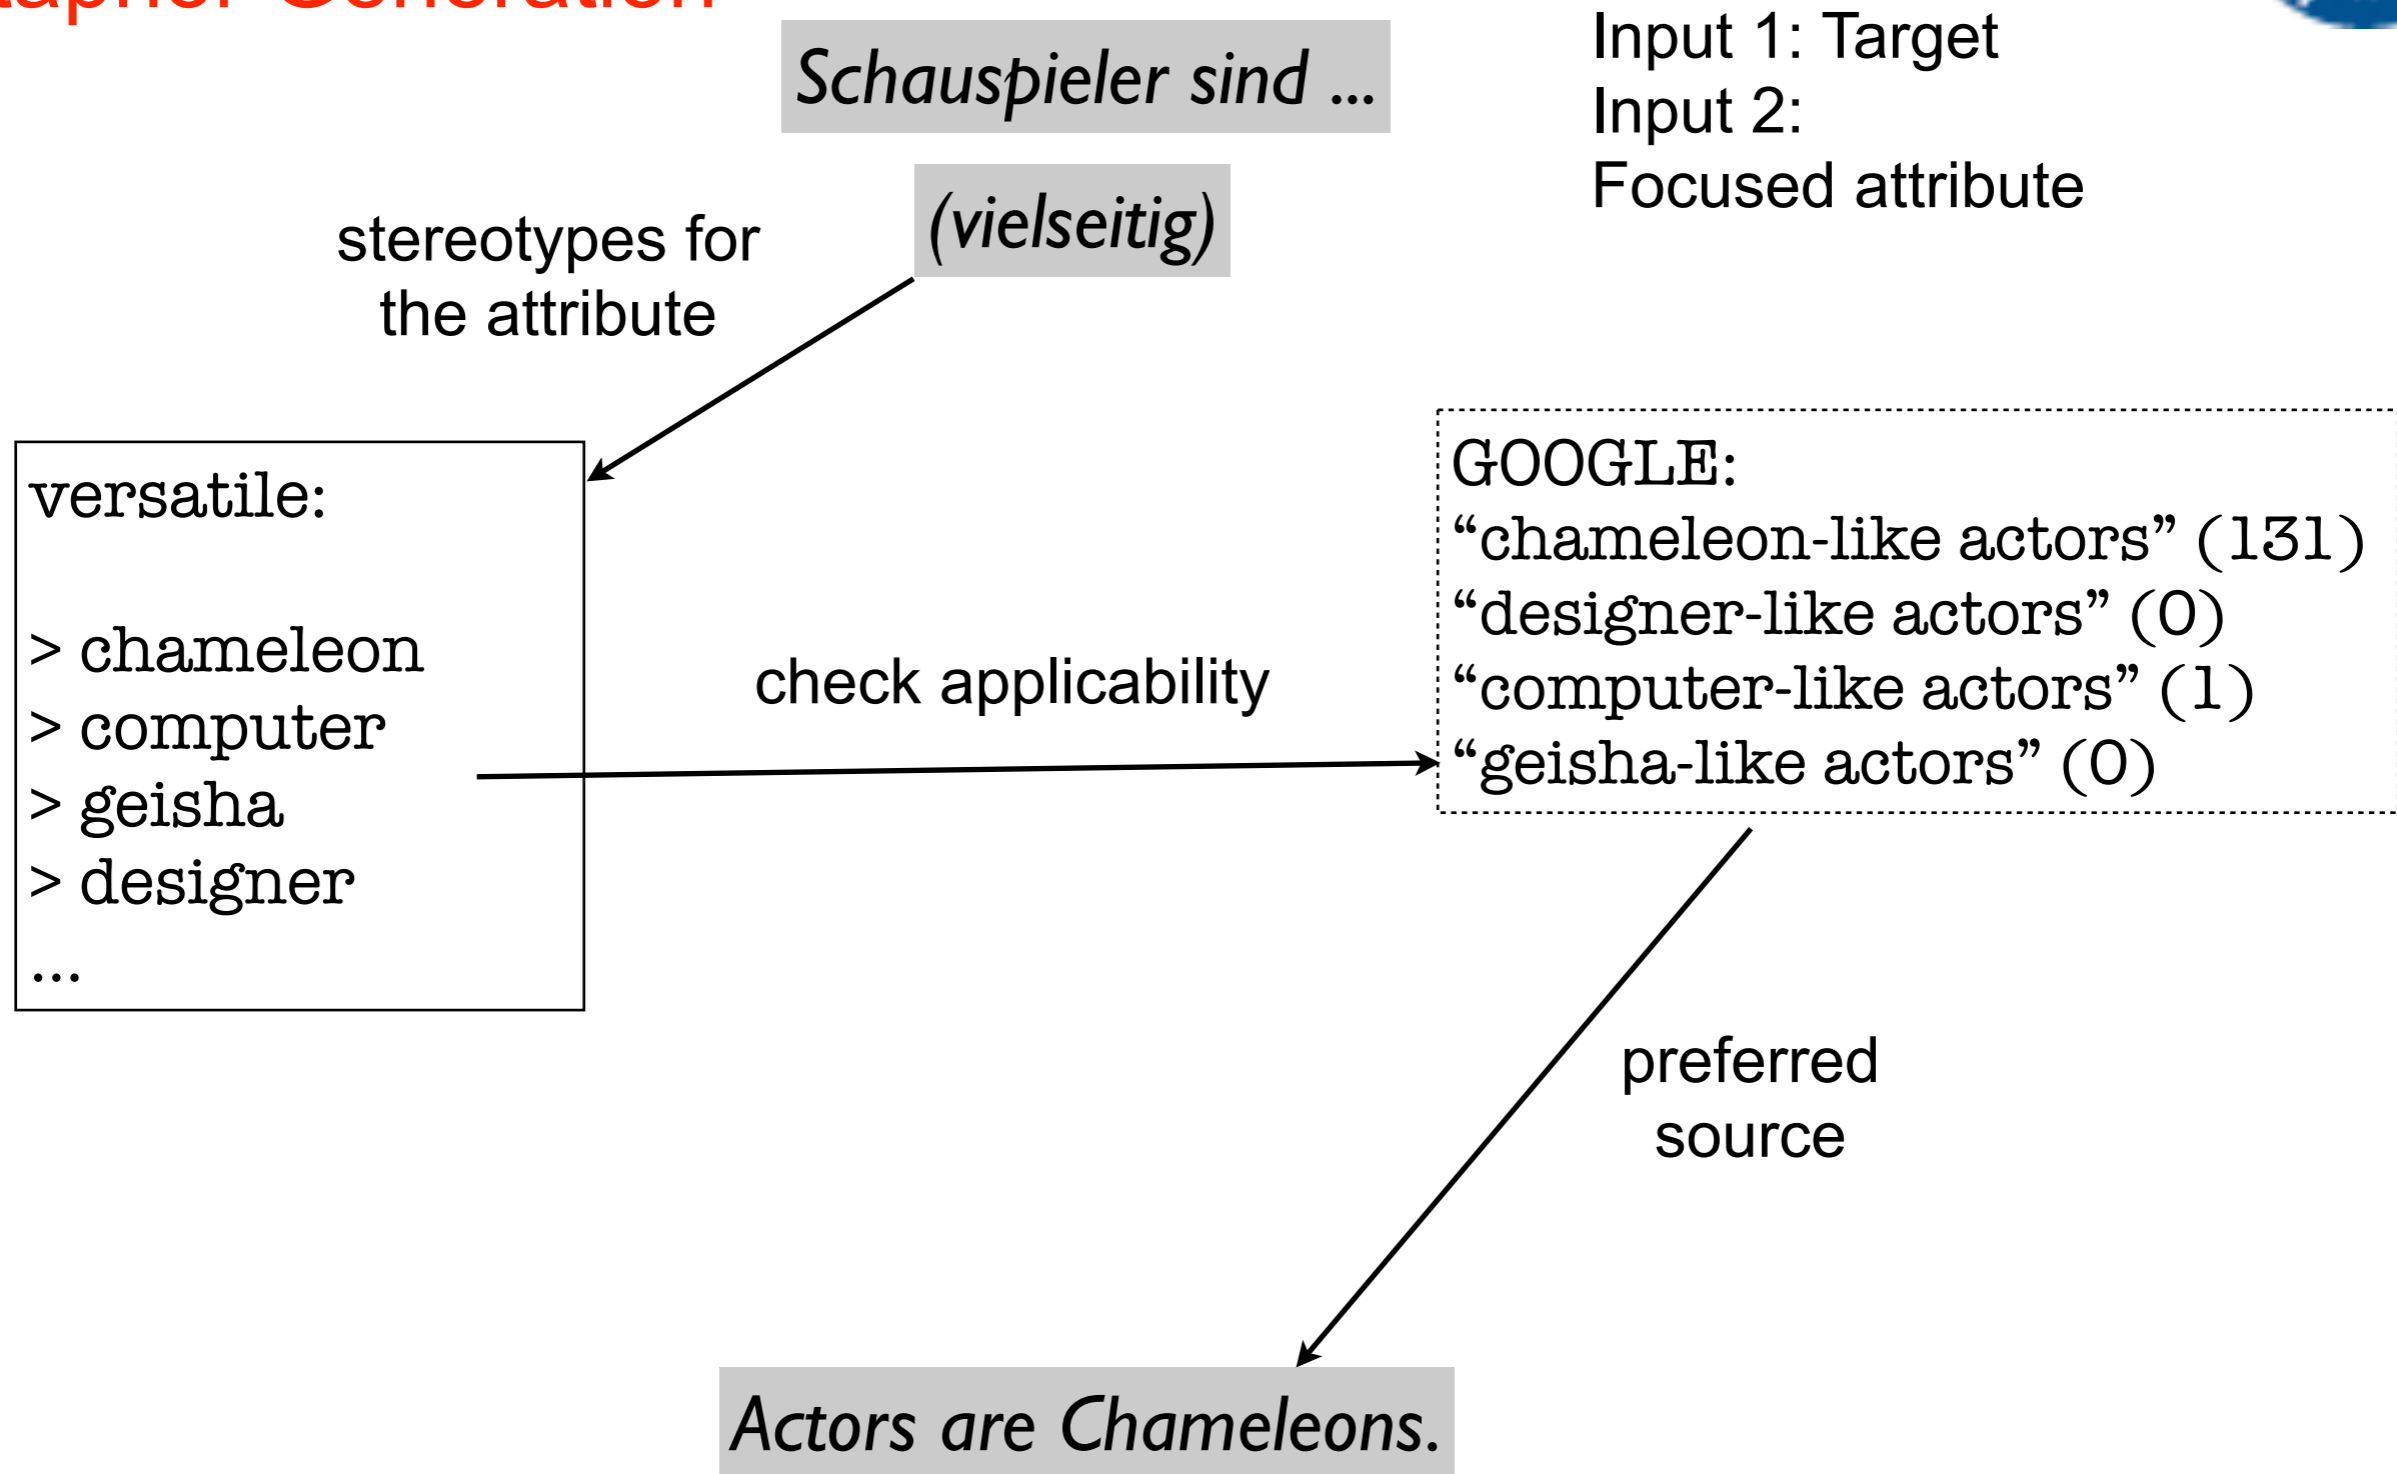 Generation
Schauspieler sind ...
(vielseitig)
Input 1: Target
Input 2:
Focused attribute
stereotypes for
the attribute
versatile:
> chameleon
> computer
> geisha
> designer
...
check applicability
GOOGLE:
“chameleon-like actors” (131)
“designer-like actors” (0)
“computer-like actors” (1)
“geisha-like actors” (0)
preferred
source
Actors are Chameleons.